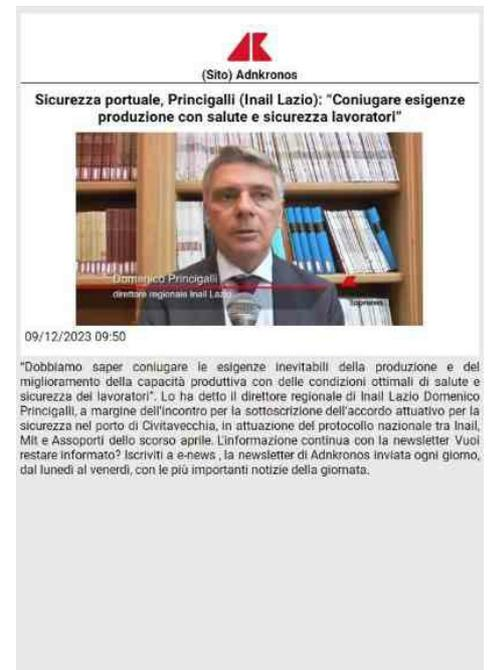 (Sito) Adnkronos
Sicurezza portuale, Princigalli (Inail Lazio): "Coniugare esigenze
produzione con salute e sicurezza lavoratori"
Domenico Princigalli
direttore regionale Inail Lazio
Topnews
09/12/2023 09:50
"Dobbiamo saper coniugare le esigenze inevitabili della produzione e del
miglioramento della capacità produttiva con delle condizioni ottimali di salute e
sicurezza dei lavoratori". Lo ha detto il direttore regionale di Inail Lazio Domenico
Princigalli, a margine dell'incontro per la sottoscrizione dell'accordo attuativo per la
sicurezza nel porto di Civitavecchia, in attuazione del protocollo nazionale tra Inail,
Mit e Assoporti dello scorso aprile. L'informazione continua con la newsletter Vuoi
restare informato? Iscriviti a e-news , la newsletter di Adnkronos inviata ogni giorno,
dal lunedì al venerdì, con le più importanti notizie della giornata.